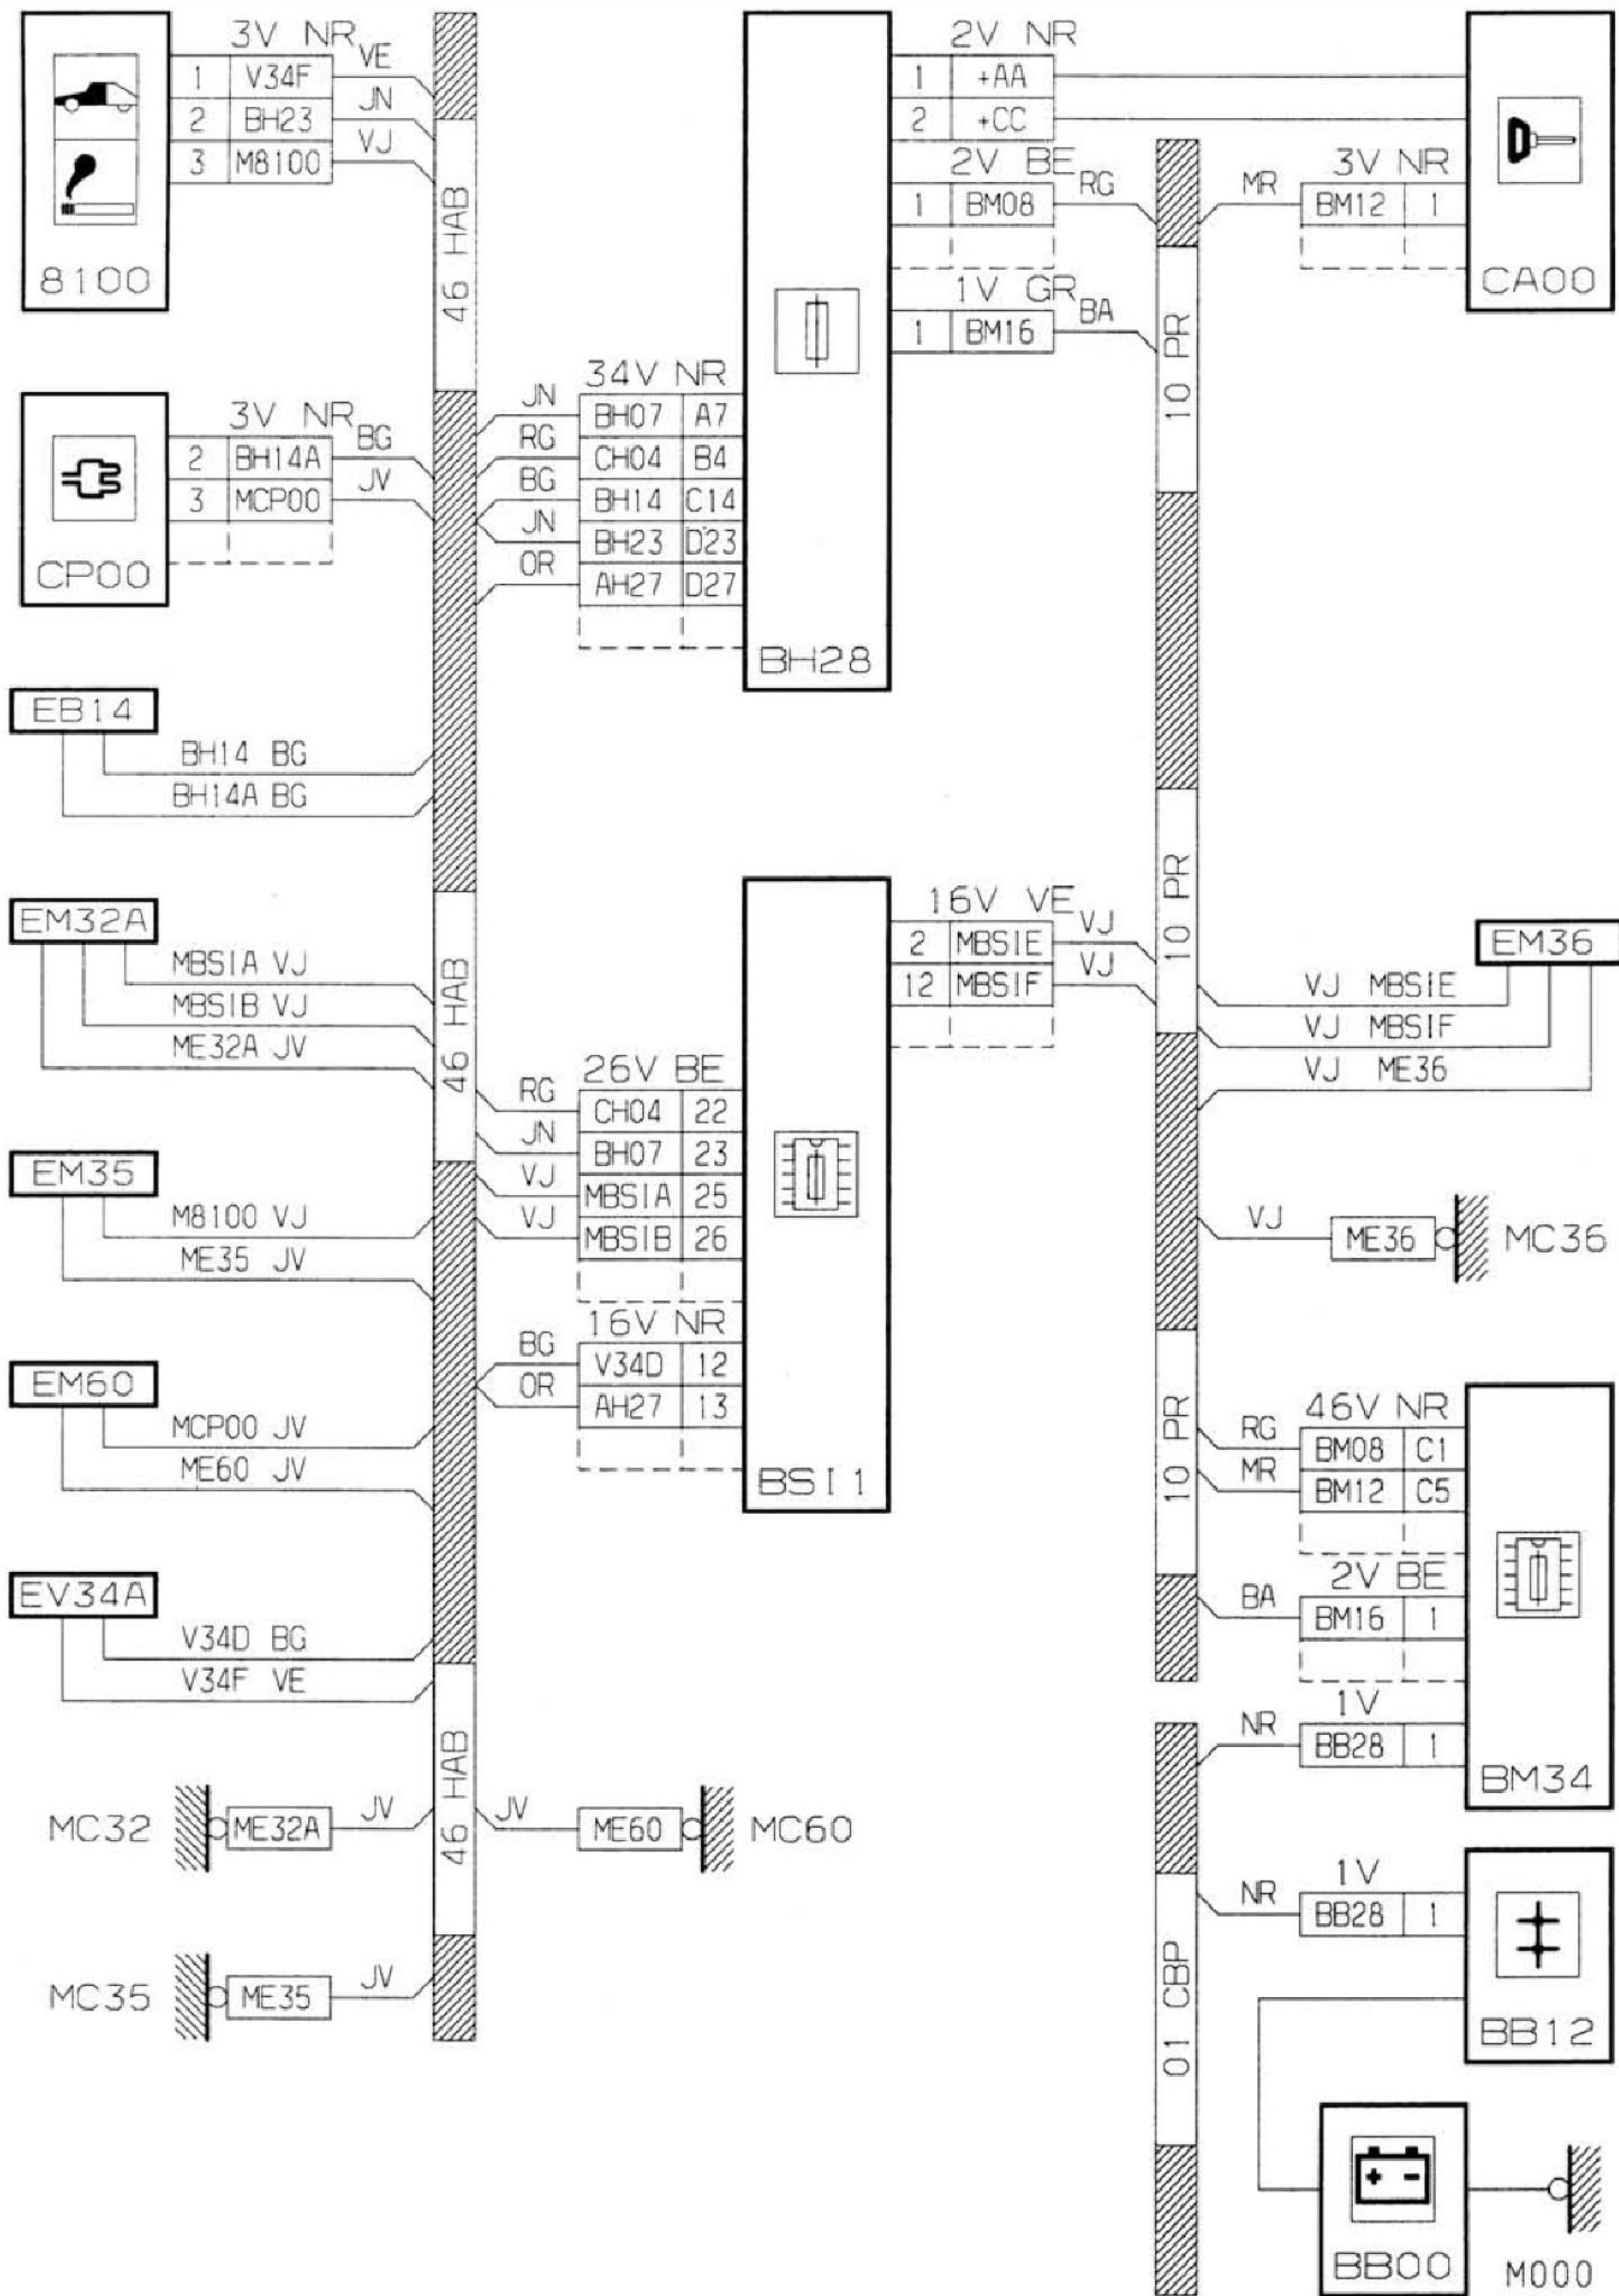 3V NR
1 V34F VE
2 BH23 JN
3 M8100 VJ
8100
46 HAB
3V NR
2 BH14A BG
3 MCP00 JV
CP00
EB14
BH14 BG
BH14A BG
EM32A
MBSIA VJ
MBSIB VJ
ME32A JV
46 HAB
EM35
M8100 VJ
ME35 JV
EM60
MCP00 JV
ME60 JV
EV34A
V34D BG
V34F VE
46 HAB
MC32 ME32A JV
JV ME60 MC60
MC35 ME35 JV
34V NR
JN BH07 A7
RG CH04 B4
BG BH14 C14
JN BH23 D23
OR AH27 D27
BH28
2V NR
1 +AA
2 +CC
2V BE
1 BM08 RG
1V GR
1 BM16 BA
26V BE
RG CH04 22
JN BH07 23
VJ MBSIA 25
VJ MBSIB 26
16V NR
BG V34D 12
OR AH27 13
BSI1
16V VE
2 MBSIE VJ
12 MBSIF VJ
10 PR
10 PR
10 PR
01 CBP
3V NR
MR BM12 1
CA00
EM36
VJ MBSIE
VJ MBSIF
VJ ME36
VJ ME36 MC36
46V NR
RG BM08 C1
MR BM12 C5
2V BE
BA BM16 1
1V
NR BB28 1
BM34
1V
NR BB28 1
BB12
+ -
BB00
M000